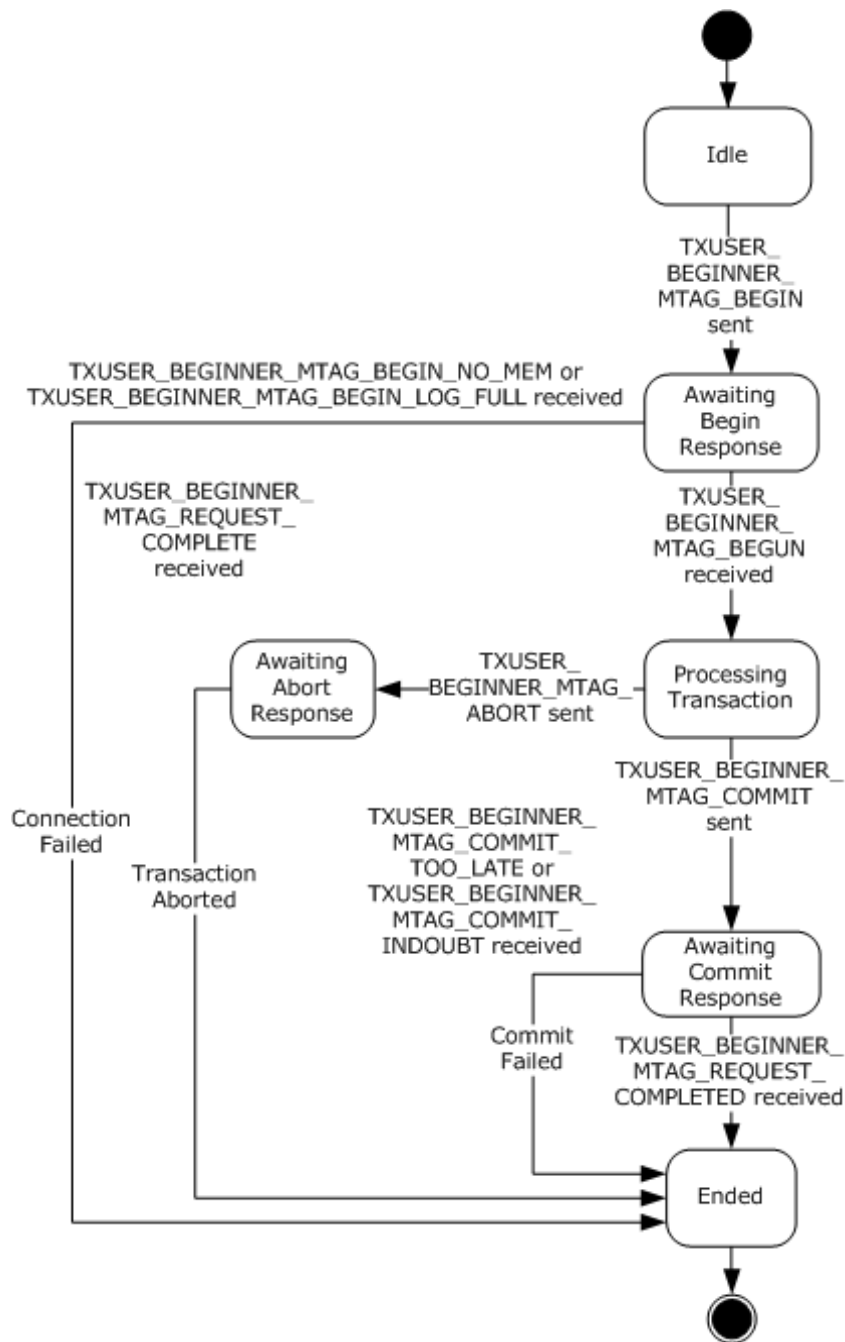 Idle
TXUSER_
BEGINNER_
MTAG_BEGIN
sent
TXUSER_BEGINNER_MTAG_BEGIN_NO_MEM or
TXUSER_BEGINNER_MTAG_BEGIN_LOG_FULL received
Awaiting
Begin
Response
TXUSER_BEGINNER_
MTAG_REQUEST_
COMPLETE
received
TXUSER_
BEGINNER_
MTAG_BEGUN
received
Awaiting
Abort
Response
TXUSER_
BEGINNER_MTAG_
ABORT sent
Processing
Transaction
TXUSER_BEGINNER_
MTAG_COMMIT
sent
Connection
Failed
Transaction
Aborted
TXUSER_BEGINNER_
MTAG_COMMIT_
TOO_LATE or
TXUSER_BEGINNER_
MTAG_COMMIT_
INDOUBT received
Awaiting
Commit
Response
Commit
Failed
TXUSER_BEGINNER_
MTAG_REQUEST_
COMPLETED received
Ended